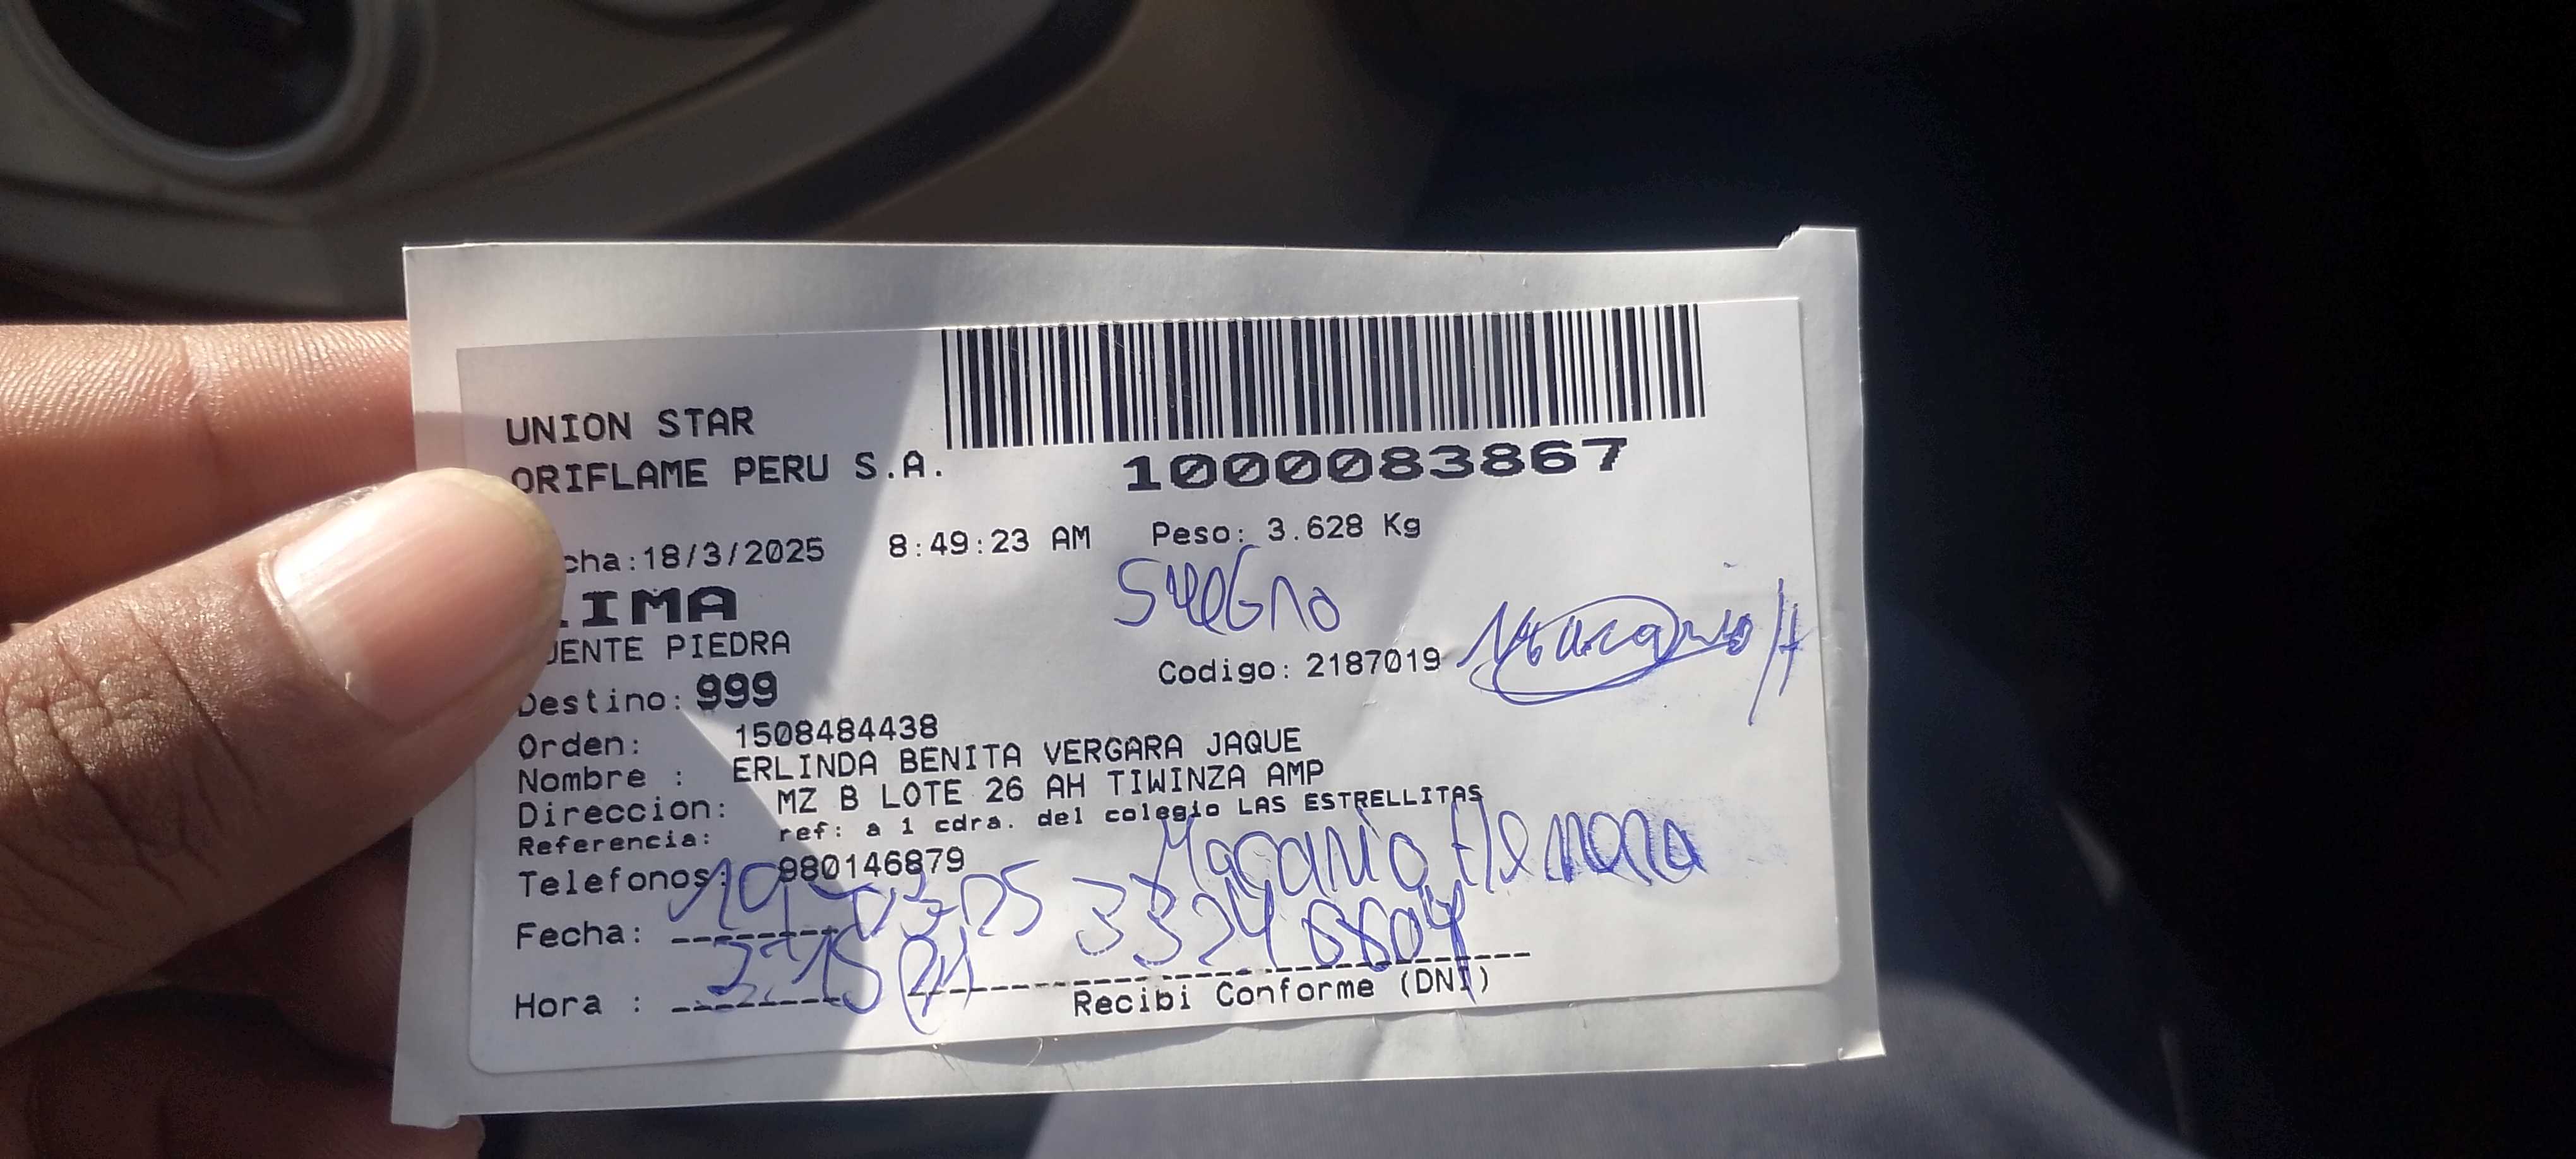 UNION STAR
ORIFLAME PERU S.A.
1000083867
cha:18/3/2025 8:49:23 AM Peso: 3.628 Kg
IMA
UENTE PIEDRA
Destino: 999
Codigo: 2187019
Orden: 1508484438
Nombre : ERLINDA BENITA VERGARA JAQUE
Direccion: MZ B LOTE 26 AH TIWINZA AMP
Referencia: ref: a 1 cdra. del colegio LAS ESTRELLITAS
Telefonos: 980146879
Fecha:
Hora :
Recibi Conforme (DNI)